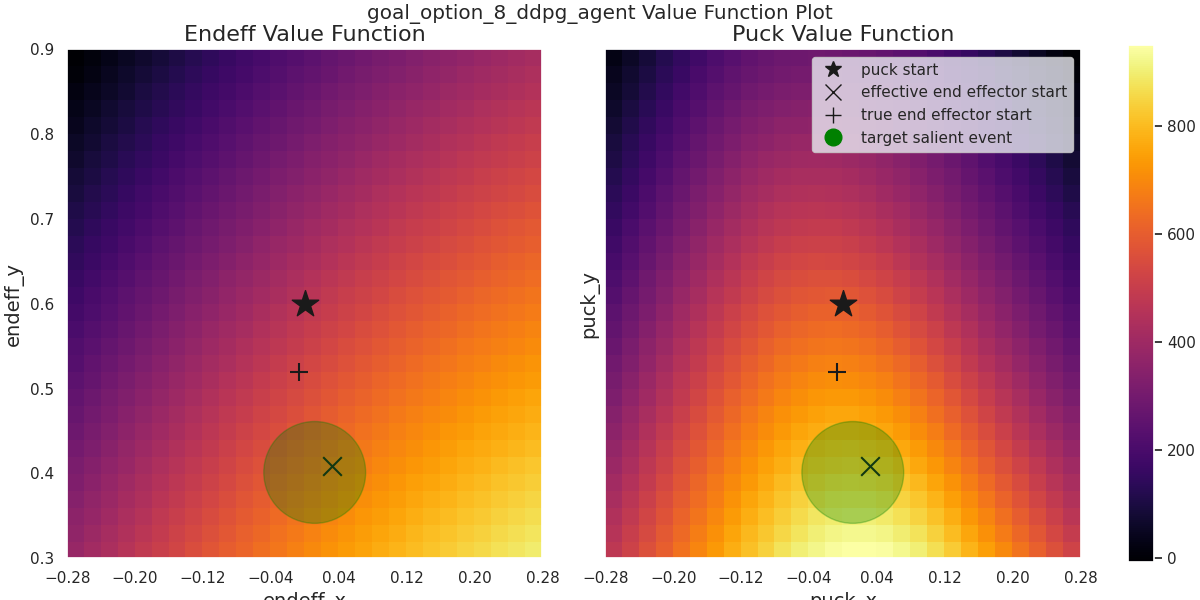 goal_option_8_ddpg_agent Value Function Plot
Endeff Value Function
Puck Value Function
puck start
effective end effector start
true end effector start
target salient event
endeff_y
0.9
0.8
0.7
0.6
0.5
0.4
0.3
−0.28 −0.20 −0.12 −0.04 0.04 0.12 0.20 0.28
endeff_x
puck_y
−0.28 −0.20 −0.12 −0.04 0.04 0.12 0.20 0.28
puck_x
800
600
400
200
0